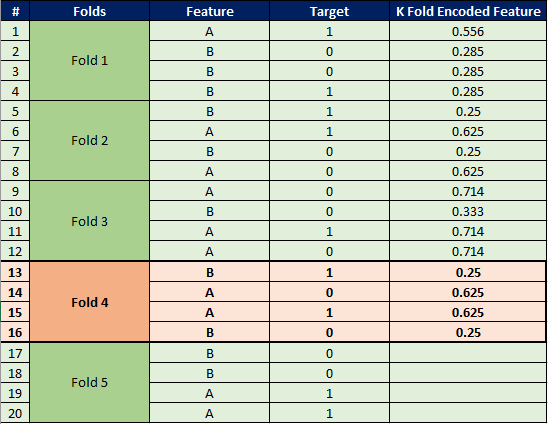 # Folds Feature Target K Fold Encoded Feature
1 Fold 1 A 1 0.556
2 B 0 0.285
3 B 0 0.285
4 B 1 0.285
5 Fold 2 B 1 0.25
6 A 1 0.625
7 B 0 0.25
8 A 0 0.625
9 Fold 3 A 0 0.714
10 B 0 0.333
11 A 1 0.714
12 A 0 0.714
13 Fold 4 B 1 0.25
14 A 0 0.625
15 A 1 0.625
16 B 0 0.25
17 Fold 5 B 0
18 B 0
19 A 1
20 A 1